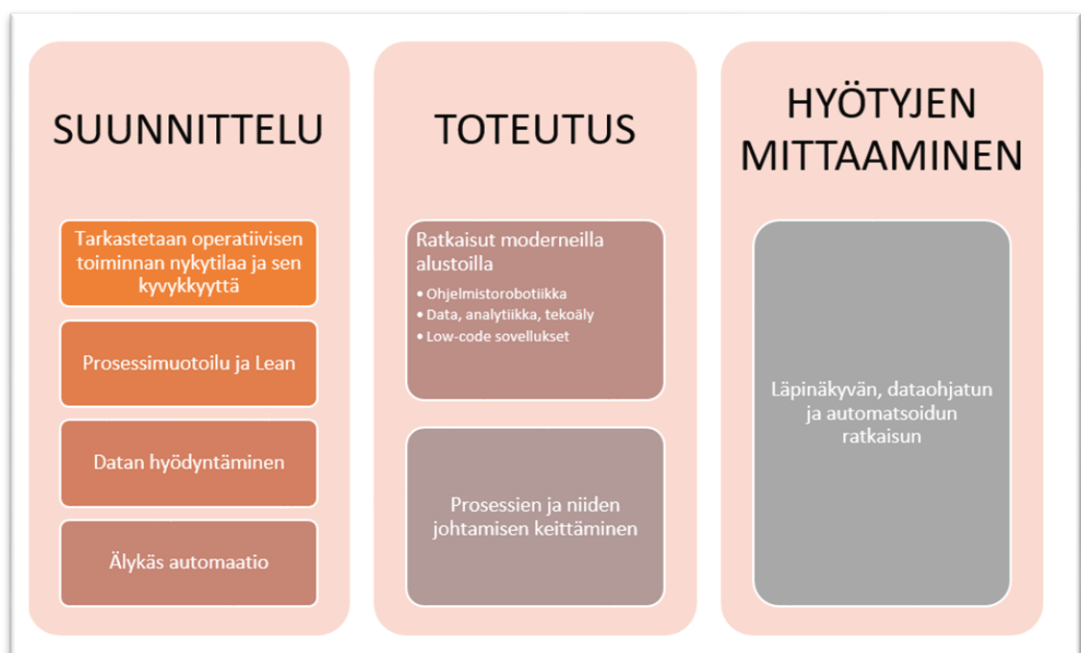 SUUNNITTELU
Tarkastetaan operatiivisen
toiminnan nykytilaa ja sen
kyvykkyyttä
Prosessimuotoilu ja Lean
Datan hyödyntäminen
Älykäs automaatio
TOTEUTUS
Ratkaisut moderneilla
alustoilla
• Ohjelmistorobotiikka
• Data, analytiikka, tekoäly
• Low-code sovellukset
Prosessien ja niiden
johtamisen keittäminen
HYÖTYJEN
MITTAAMINEN
Läpinäkyvän, dataohjatun
ja automatsoidun
ratkaisun